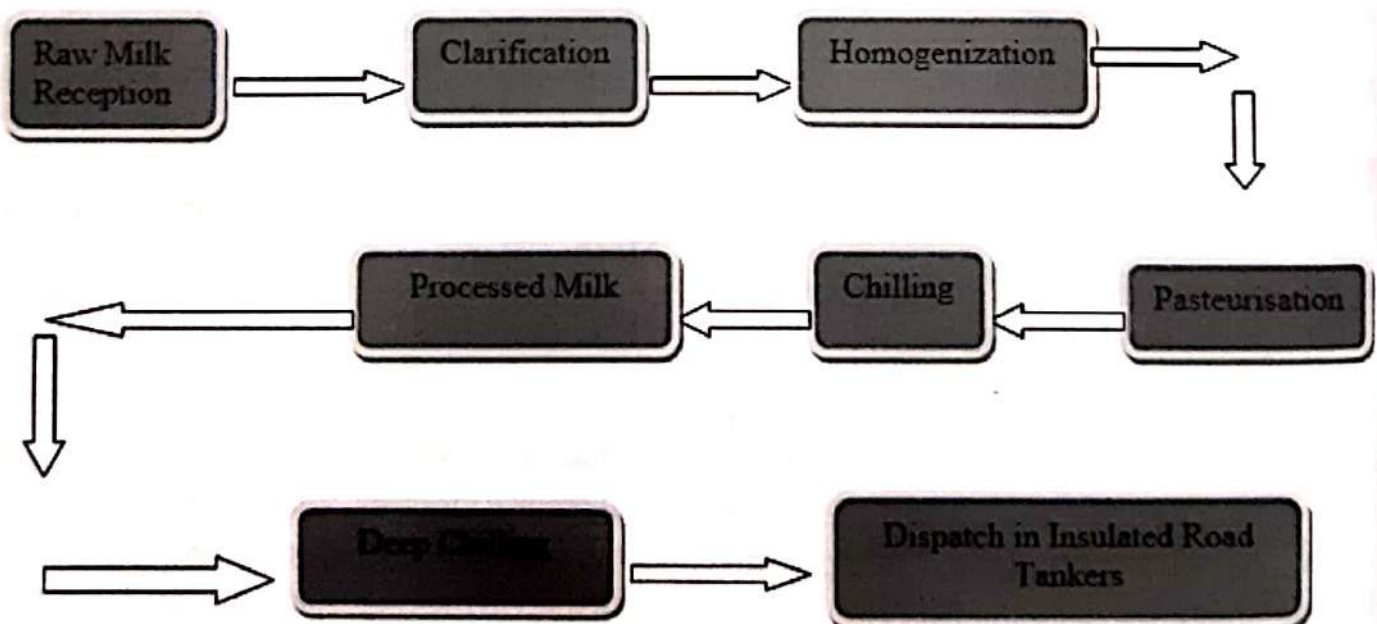 Raw Milk
Reception
Clarification
Homogenization
Pasteurisation
Chilling
Processed Milk
Deep Chilling
Dispatch in Insulated Road
Tankers